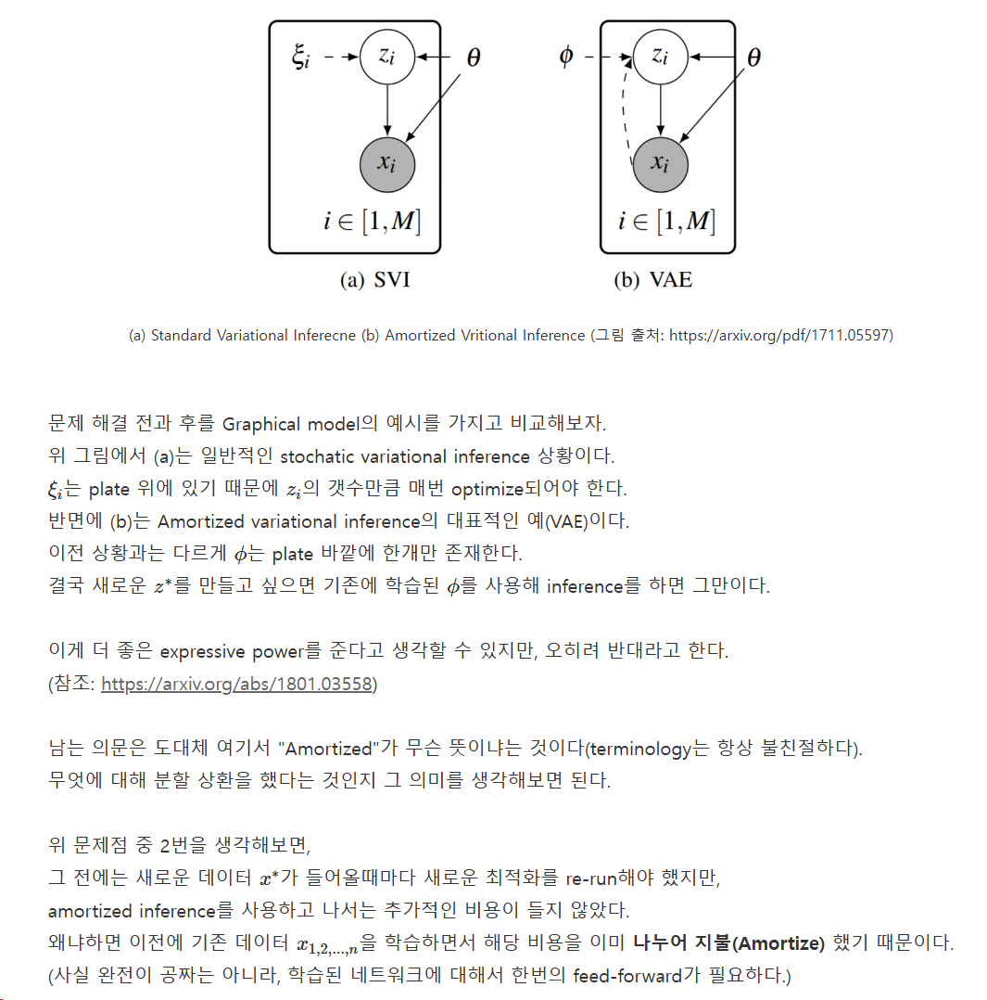 ξi zi θ
xi
i ∈ [1, M]
(a) SVI
ϕ zi θ
xi
i ∈ [1, M]
(b) VAE
(a) Standard Variational Inferecne (b) Amortized Vritional Inference (그림 출처: https://arxiv.org/pdf/1711.05597)
문제 해결 전과 후를 Graphical model의 예시를 가지고 비교해보자.
위 그림에서 (a)는 일반적인 stochatic variational inference 상황이다.
ξi는 plate 위에 있기 때문에 zi의 갯수만큼 매번 optimize되어야 한다.
반면에 (b)는 Amortized variational inference의 대표적인 예(VAE)이다.
이전 상황과는 다르게 ϕ는 plate 바깥에 한개만 존재한다.
결국 새로운 z*를 만들고 싶으면 기존에 학습된 ϕ를 사용해 inference를 하면 그만이다.
이게 더 좋은 expressive power를 준다고 생각할 수 있지만, 오히려 반대라고 한다.
(참조: https://arxiv.org/abs/1801.03558)
남는 의문은 도대체 여기서 "Amortized"가 무슨 뜻이냐는 것이다(terminology는 항상 불친절하다).
무엇에 대해 분할 상환을 했다는 것인지 그 의미를 생각해보면 된다.
위 문제점 중 2번을 생각해보면,
그 전에는 새로운 데이터 x*가 들어올때마다 새로운 최적화를 re-run해야 했지만,
amortized inference를 사용하고 나서는 추가적인 비용이 들지 않았다.
왜냐하면 이전에 기존 데이터 x1,2,...,n을 학습하면서 해당 비용을 이미 나누어 지불(Amortize) 했기 때문이다.
(사실 완전이 공짜는 아니라, 학습된 네트워크에 대해서 한번의 feed-forward가 필요하다.)